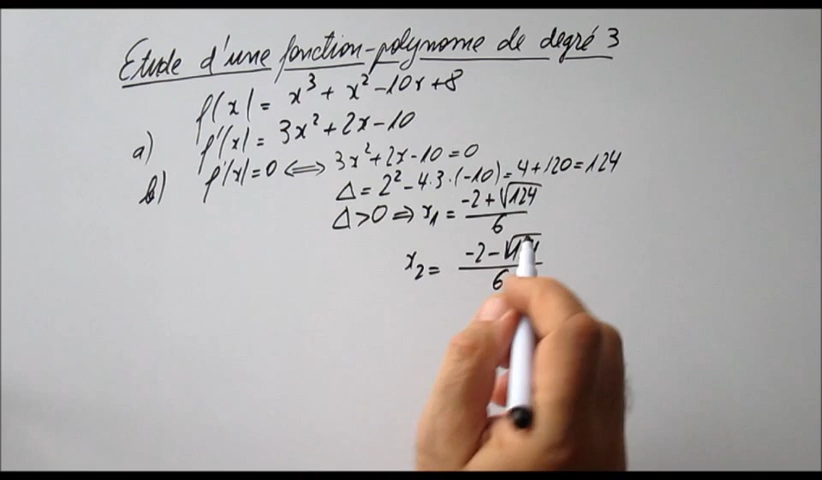 Etude d'une fonction-polynome de degré 3
f(x) = x³ + x² - 10x + 8
a) f'(x) = 3x² + 2x - 10
b) f'(x) = 0 ⟺ 3x² + 2x - 10 = 0
Δ = 2² - 4·3·(-10) = 4 + 120 = 124
Δ > 0 ⟹ x₁ = (-2 + √124)/6
x₂ = (-2 - √124)/6